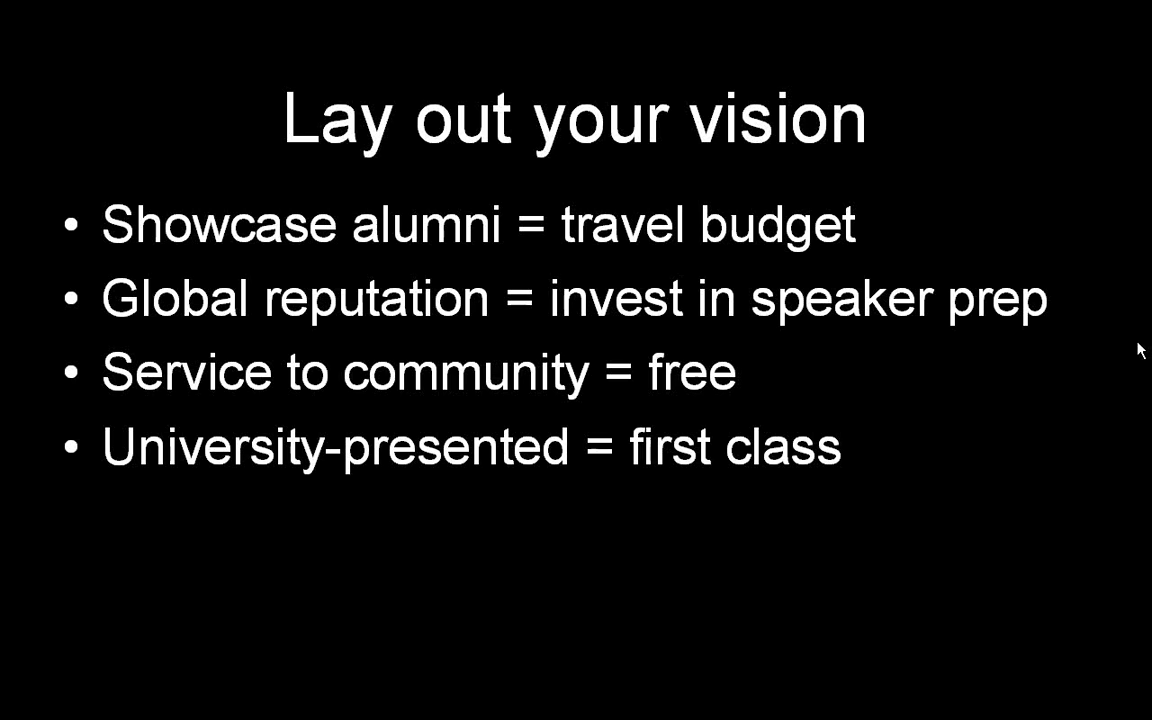 Lay out your vision
• Showcase alumni = travel budget
• Global reputation = invest in speaker prep
• Service to community = free
• University-presented = first class